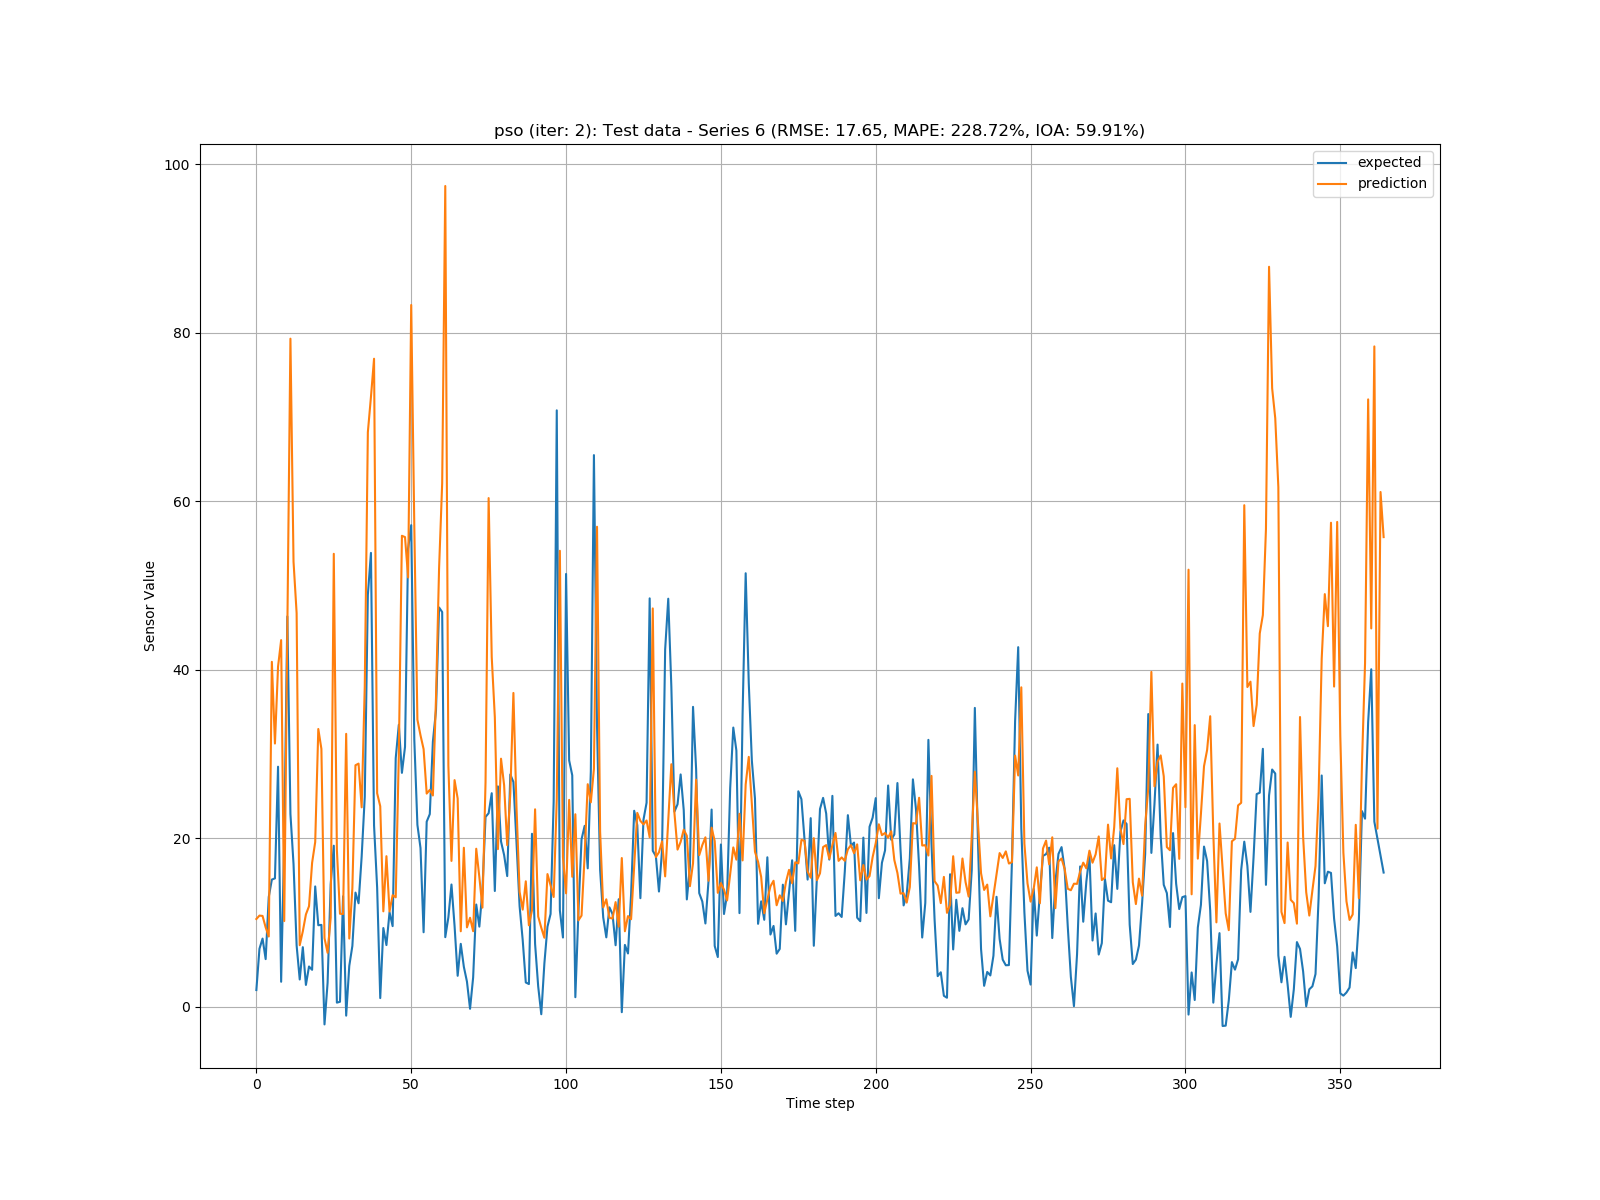 pso (iter: 2): Test data - Series 6 (RMSE: 17.65, MAPE: 228.72%, IOA: 59.91%)
expected
prediction
100
80
60
40
20
0
Sensor Value
0 50 100 150 200 250 300 350
Time step